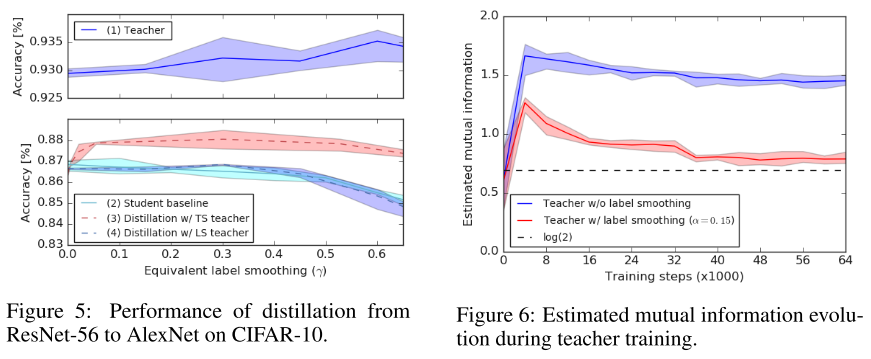 Accuracy [%]
0.935
0.930
0.925
(1) Teacher
Accuracy [%]
0.88
0.87
0.86
0.85
0.84
0.83
(2) Student baseline
(3) Distillation w/ TS teacher
(4) Distillation w/ LS teacher
0.0 0.1 0.2 0.3 0.4 0.5 0.6
Equivalent label smoothing (γ)
Figure 5: Performance of distillation from
ResNet-56 to AlexNet on CIFAR-10.
Estimated mutual information
2.0
1.5
1.0
0.5
0.0
Teacher w/o label smoothing
Teacher w/ label smoothing (α = 0.15)
log(2)
0 8 16 24 32 40 48 56 64
Training steps (x1000)
Figure 6: Estimated mutual information evolu-
tion during teacher training.